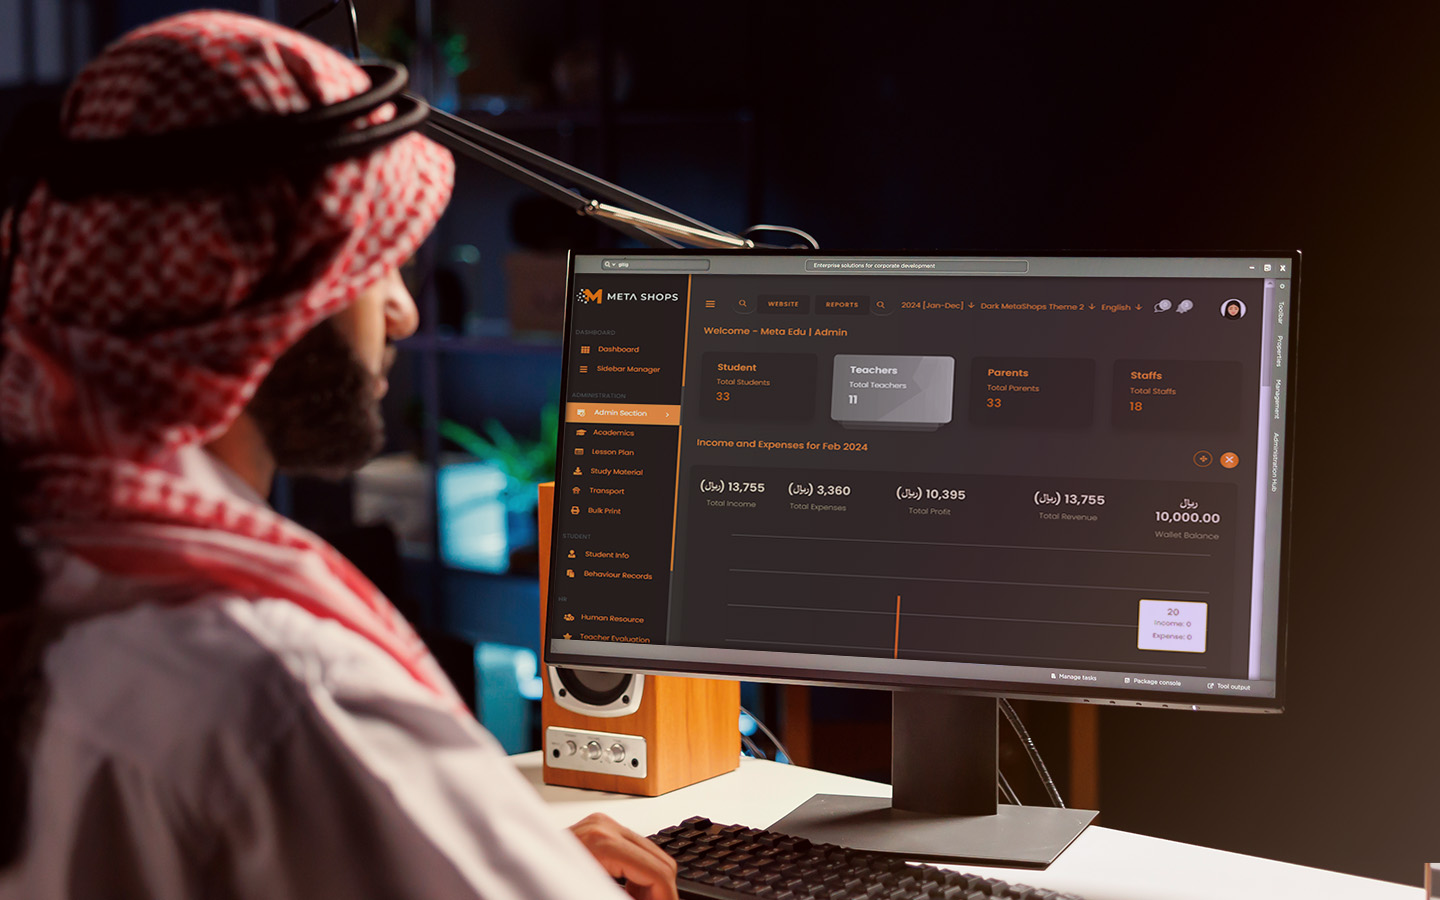 gitig
Enterprise solutions for corporate development
META SHOPS
WEBSITE
REPORTS
2024 [Jan-Dec]
Dark MetaShops Theme 2
English
Welcome - Meta Edu | Admin
DASHBOARD
Dashboard
Sidebar Manager
ADMINISTRATION
Admin Section
Academics
Lesson Plan
Study Material
Transport
Bulk Print
STUDENT
Student Info
Behaviour Records
HR
Human Resource
Teacher Evaluation
Student
Total Students
33
Teachers
Total Teachers
11
Parents
Total Parents
33
Staffs
Total Staffs
18
Income and Expenses for Feb 2024
(ريال) 13,755
Total Income
(ريال) 3,360
Total Expenses
(ريال) 10,395
Total Profit
(ريال) 13,755
Total Revenue
ريال
10,000.00
Wallet Balance
20
Income: 0
Expense: 0
Toolbar
Properties
Management
Administration Hub
Manage tasks
Package console
Tool output